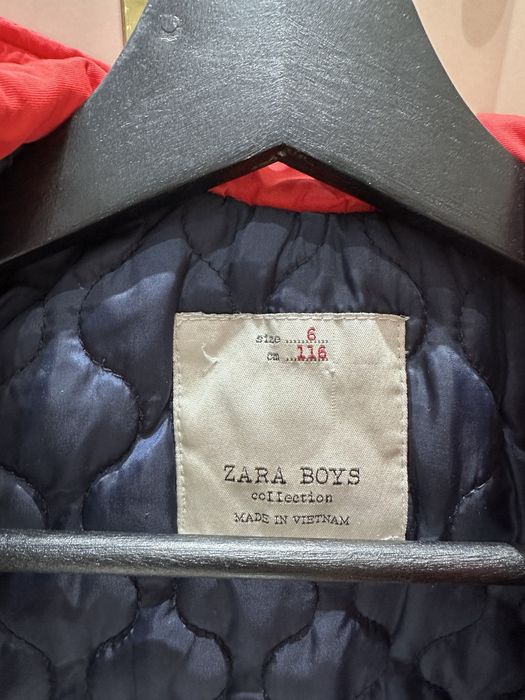 size ......6....
cm ...116
ZARA BOYS
collection
MADE IN VIETNAM